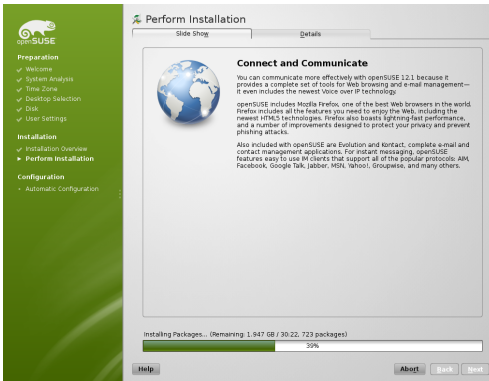 openSUSE
Preparation
Welcome
System Analysis
Time Zone
Desktop Selection
Disk
User Settings
Installation
Installation Overview
Perform Installation
Configuration
Automatic Configuration
Perform Installation
Slide Show
Details
Connect and Communicate
You can communicate more effectively with openSUSE 12.1 because it
provides a complete set of tools for Web browsing and e-mail management—
it even includes the newest Voice over IP technology.
openSUSE includes Mozilla Firefox, one of the best Web browsers in the world.
Firefox includes all the features you need to enjoy the Web, including the
newest HTML5 technologies. Firefox also boasts lightning-fast performance,
and a number of improvements designed to protect your privacy and prevent
phishing attacks.
Also included with openSUSE are Evolution and Kontact, complete e-mail and
contact management applications. For instant messaging, openSUSE
features easy to use IM clients that support all of the popular protocols: AIM,
Facebook, Google Talk, Jabber, MSN, Yahoo!, Groupwise, and many others.
Installing Packages... (Remaining: 1.947 GB / 30:22, 723 packages)
39%
Help
Abort
Back
Next